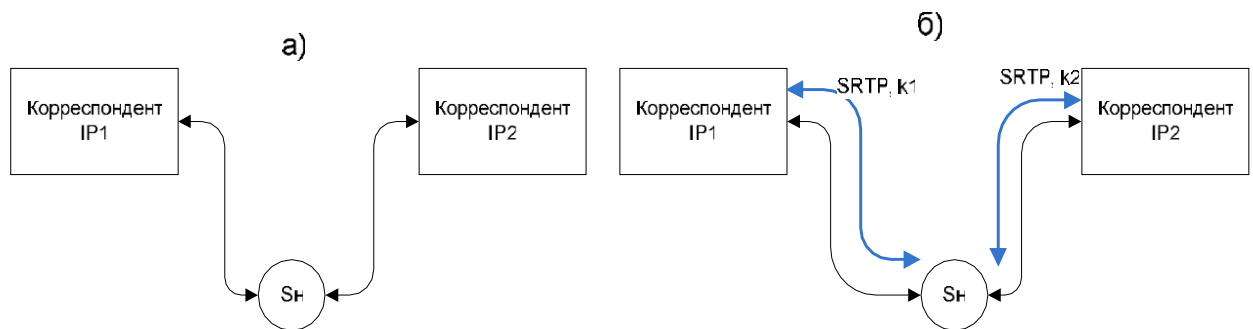 а)
Корреспондент
IP1
Корреспондент
IP2
Sн
б)
Корреспондент
IP1
SRTP, k1
SRTP, k2
Корреспондент
IP2
Sн